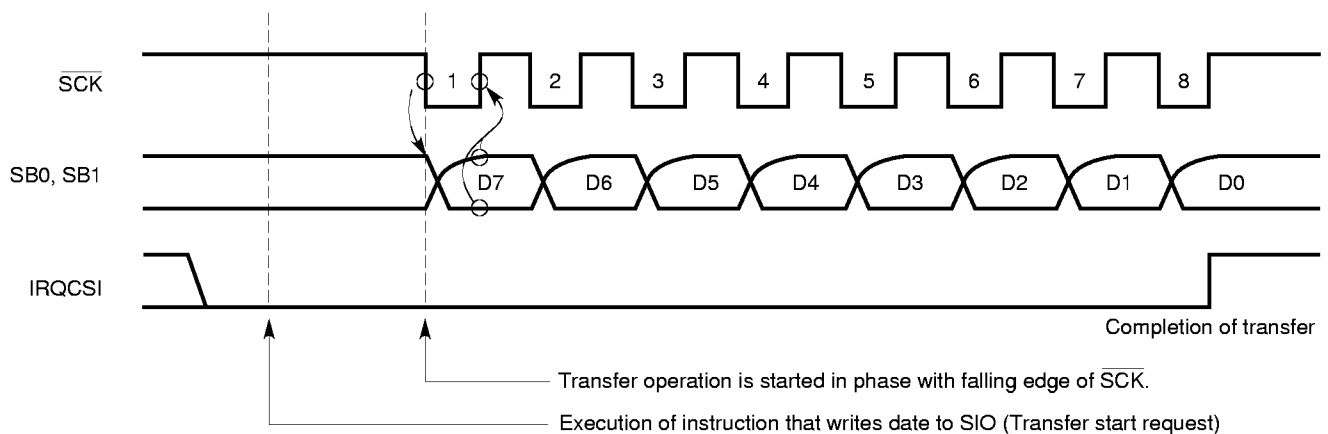 SCK 1 2 3 4 5 6 7 8
SB0, SB1 D7 D6 D5 D4 D3 D2 D1 D0
IRQCSI
Completion of transfer
Transfer operation is started in phase with falling edge of SCK.
Execution of instruction that writes date to SIO (Transfer start request)